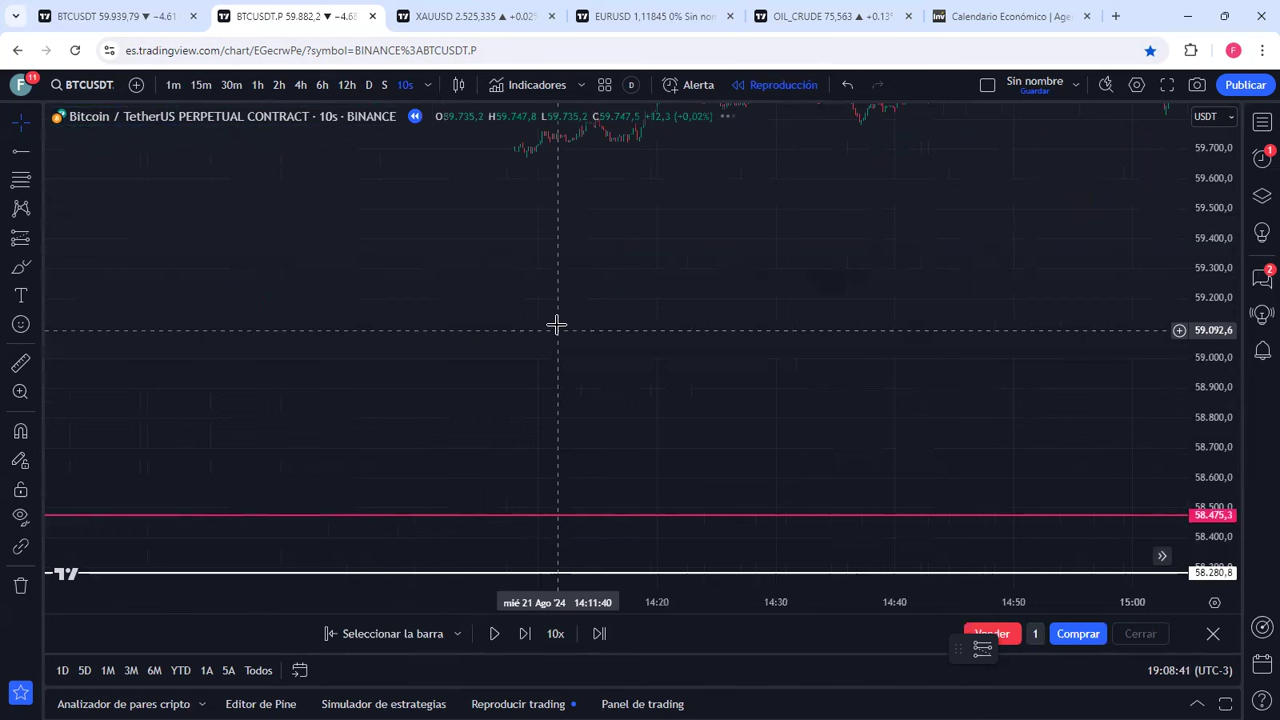 BTCUSDT 59.939,79 ▼ −4.61
BTCUSDT.P 59.882,2 ▼ −4.68
XAUUSD 2.525,335 ▲ +0.02%
EURUSD 1,11845 0% Sin nom
OIL_CRUDE 75,563 ▲ +0.13%
Inv Calendario Económico | Age
es.tradingview.com/chart/EGecrwPe/?symbol=BINANCE%3ABTCUSDT.P
F
F 11
BTCUSDT
1m 15m 30m 1h 2h 4h 6h 12h D S 10s
Indicadores
D
Alerta
Reproducción
Sin nombre
Guardar
Publicar
Bitcoin / TetherUS PERPETUAL CONTRACT · 10s · BINANCE
O59.735,2 H59.747,8 L59.735,2 C59.747,5 +12,3 (+0,02%)
USDT
59.700,0
59.600,0
59.500,0
59.400,0
59.300,0
59.200,0
59.092,6
59.000,0
58.900,0
58.800,0
58.700,0
58.600,0
58.500,0
58.475,3
58.400,0
58.280,8
1
2
mié 21 Ago '24 14:11:40
14:20 14:30 14:40 14:50 15:00
Seleccionar la barra
10x
Vender 1 Comprar Cerrar
1D 5D 1M 3M 6M YTD 1A 5A Todos
19:08:41 (UTC-3)
Analizador de pares cripto
Editor de Pine
Simulador de estrategias
Reproducir trading
Panel de trading